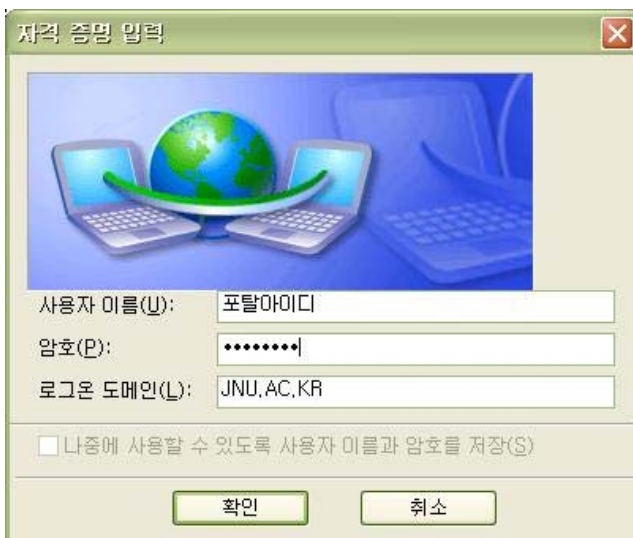 자격 증명 입력
사용자 이름(U): 포탈아이디
암호(P): ••••••••
로그온 도메인(L): JNU.AC.KR
나중에 사용할 수 있도록 사용자 이름과 암호를 저장(S)
확인 취소